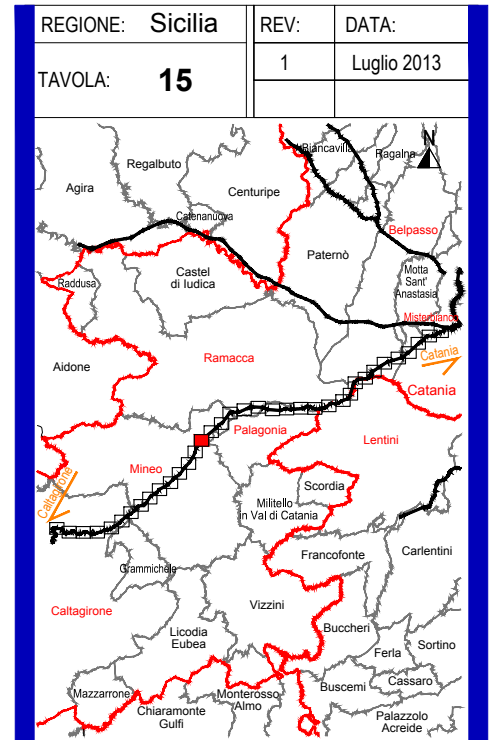 REGIONE: Sicilia
REV:
DATA:
TAVOLA: 15
1
Luglio 2013
N
Biancavilla
Ragalna
Regalbuto
Agira
Centuripe
Catenanuova
Belpasso
Paternò
Motta
Sant'
Anastasia
Castel
di Iudica
Raddusa
Misterbianco
Ramacca
Aidone
Catania
Catania
Palagonia
Lentini
Mineo
Scordia
Caltagirone
Militello
in Val di Catania
Francofonte
Carlentini
Grammichele
Vizzini
Caltagirone
Licodia
Eubea
Buccheri
Ferla
Sortino
Cassaro
Buscemi
Mazzarrone
Monterosso
Almo
Chiaramonte
Gulfi
Palazzolo
Acreide